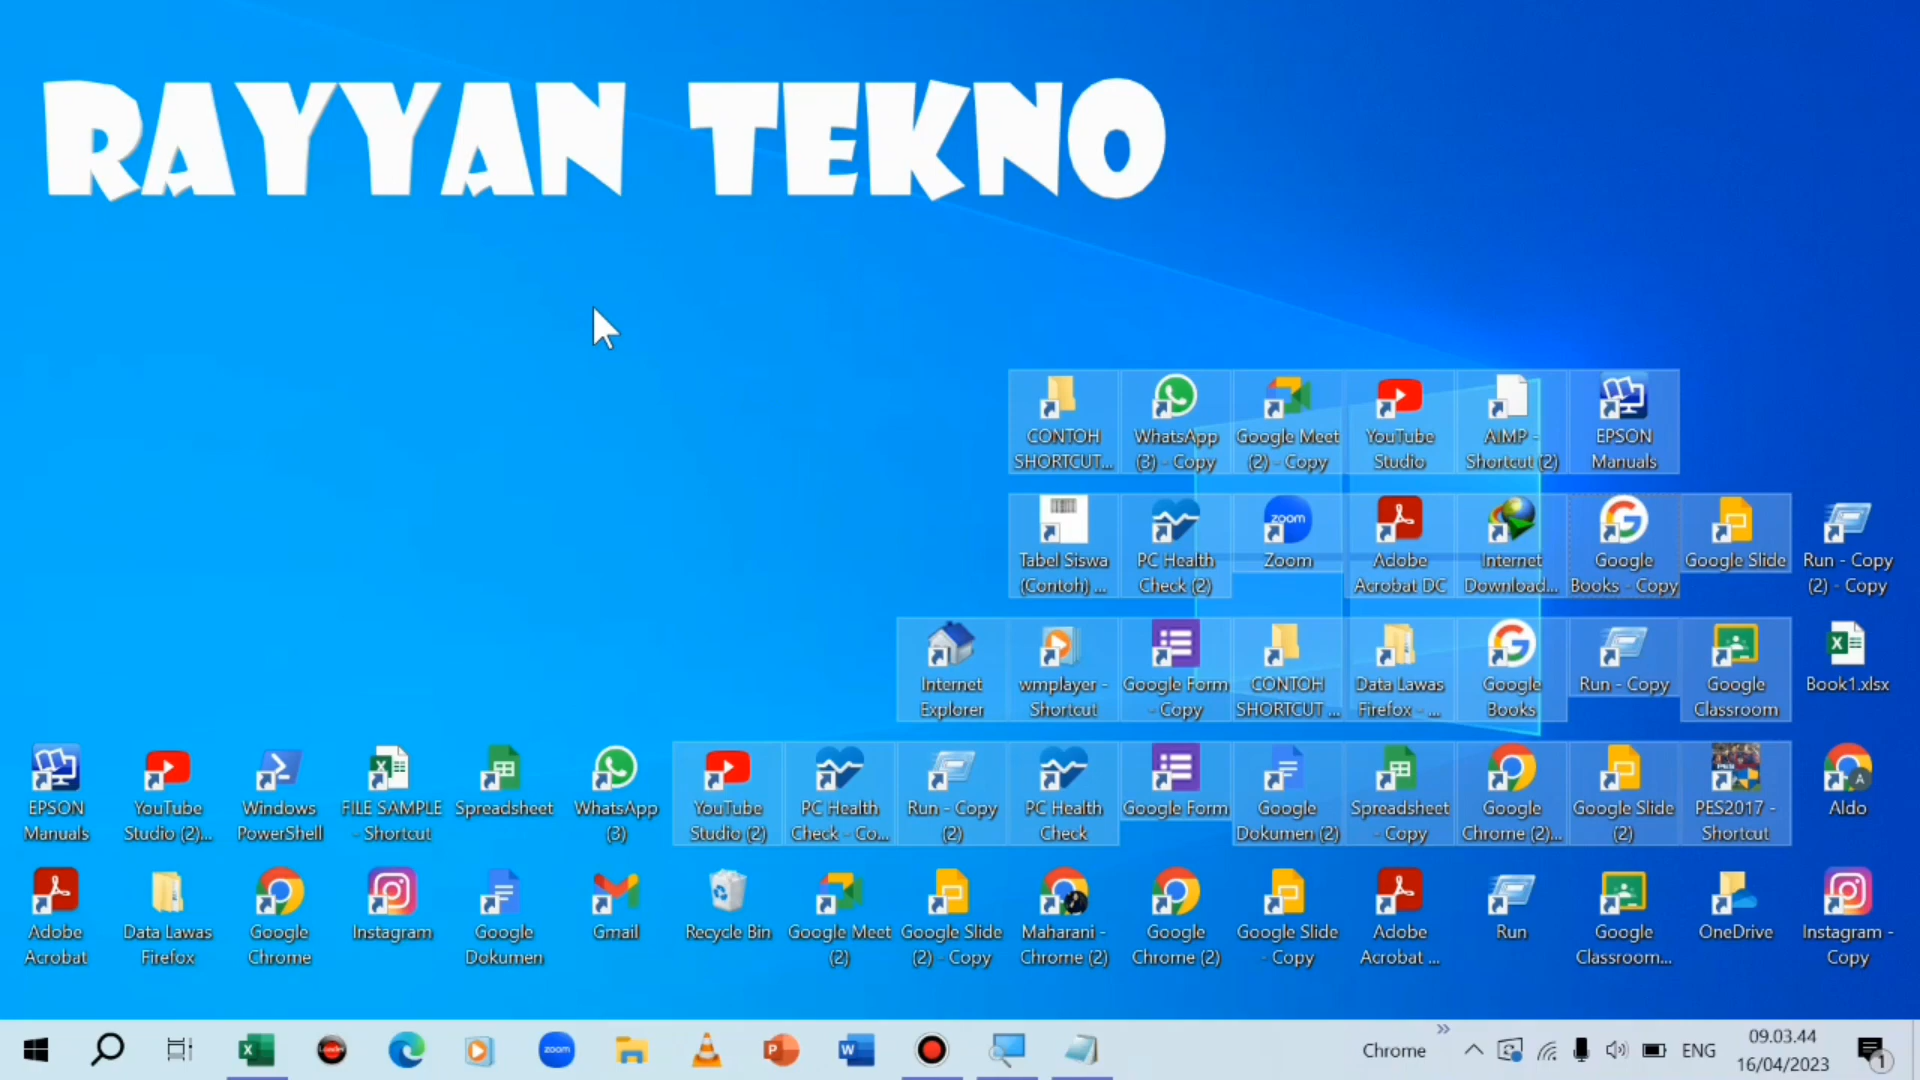 RAYYAN TEKNO
CONTOH SHORTCUT...
WhatsApp (3) - Copy
Google Meet (2) - Copy
YouTube Studio
AIMP - Shortcut (2)
EPSON Manuals
Tabel Siswa (Contoh) ...
PC Health Check (2)
zoom
Zoom
Adobe Acrobat DC
Internet Download...
Google Books - Copy
Google Slide
Run - Copy (2) - Copy
Internet Explorer
wmplayer - Shortcut
Google Form - Copy
CONTOH SHORTCUT ...
Data Lawas Firefox - ...
Google Books
Run - Copy
Google Classroom
Book1.xlsx
EPSON Manuals
YouTube Studio (2)...
Windows PowerShell
FILE SAMPLE - Shortcut
Spreadsheet
WhatsApp (3)
YouTube Studio (2)
PC Health Check - Co...
Run - Copy (2)
PC Health Check
Google Form
Google Dokumen (2)
Spreadsheet - Copy
Google Chrome (2)...
Google Slide (2)
PES2017 - Shortcut
A
Aldo
Adobe Acrobat
Data Lawas Firefox
Google Chrome
Instagram
Google Dokumen
Gmail
Recycle Bin
Google Meet (2)
Google Slide (2) - Copy
Maharani - Chrome (2)
Google Chrome (2)
Google Slide - Copy
Adobe Acrobat ...
Run
Google Classroom...
OneDrive
Instagram - Copy
zoom
Chrome
ENG
09.03.44
16/04/2023
1